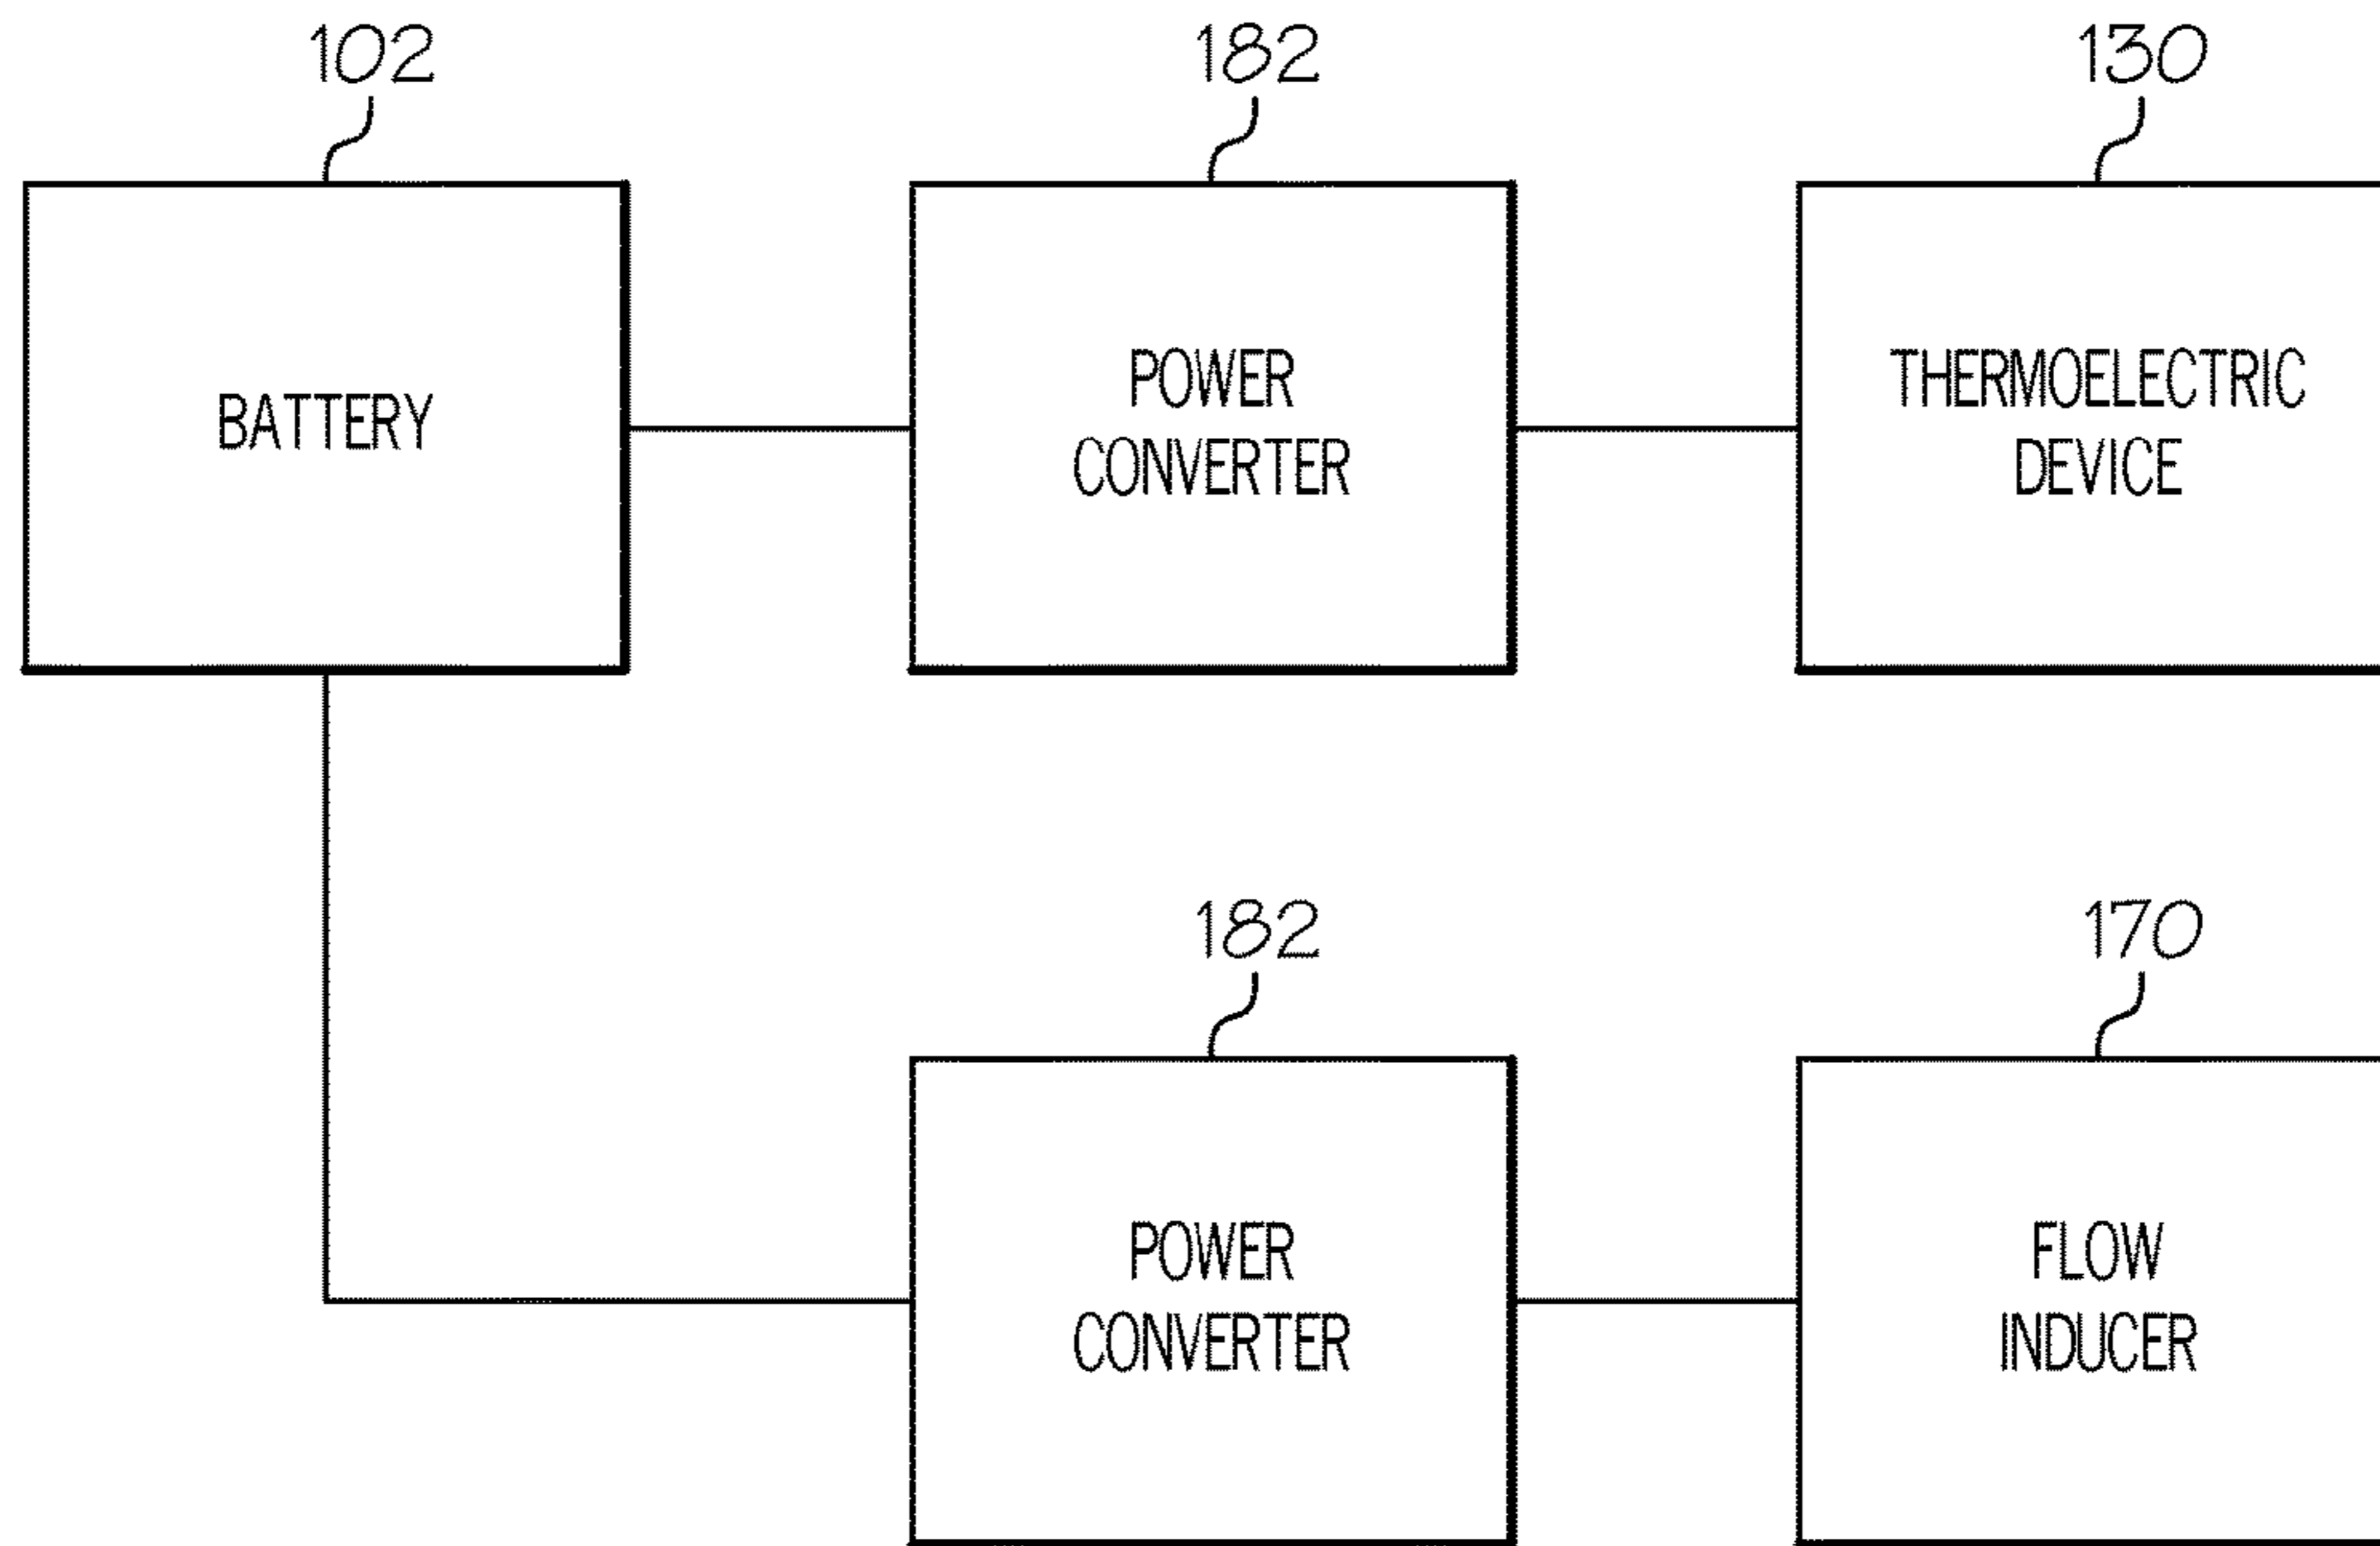 102
182
130
BATTERY
POWER
CONVERTER
THERMOELECTRIC
DEVICE
182
170
POWER
CONVERTER
FLOW
INDUCER